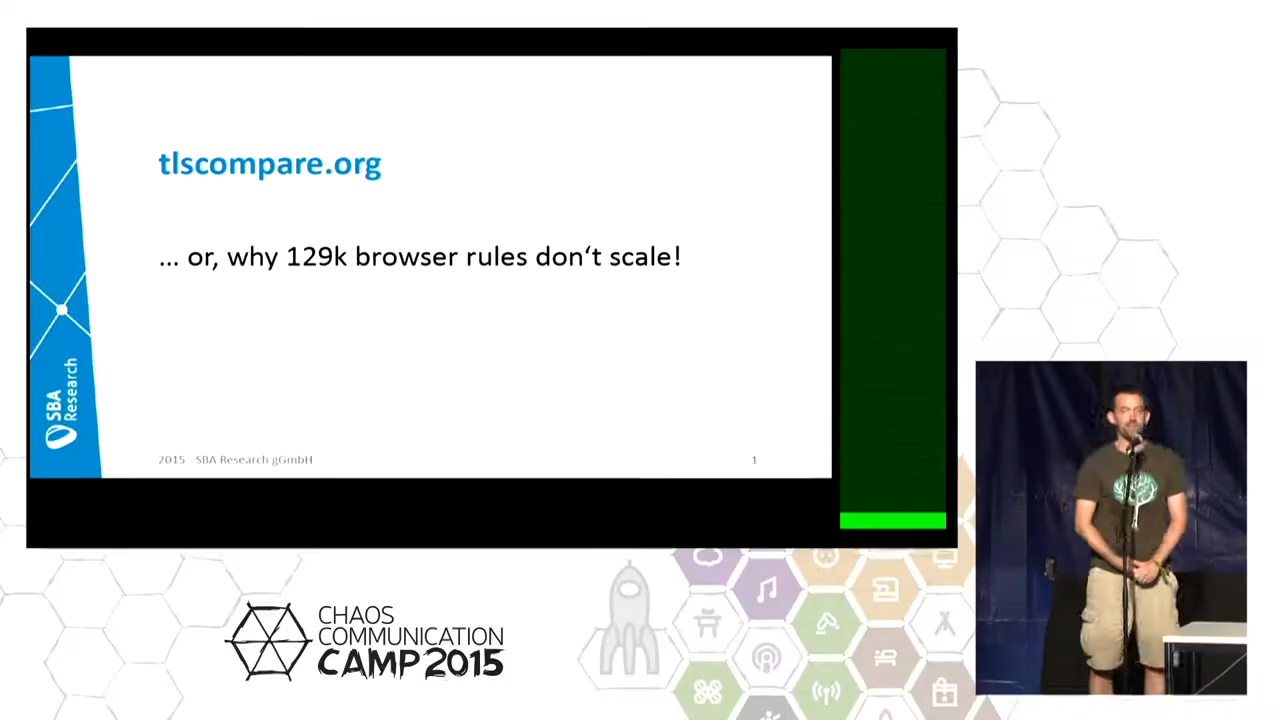 tlscompare.org
... or, why 129k browser rules don‘t scale!
SBA
Research
2015 - SBA Research gGmbH
1
CHAOS
COMMUNICATION
CAMP 2015